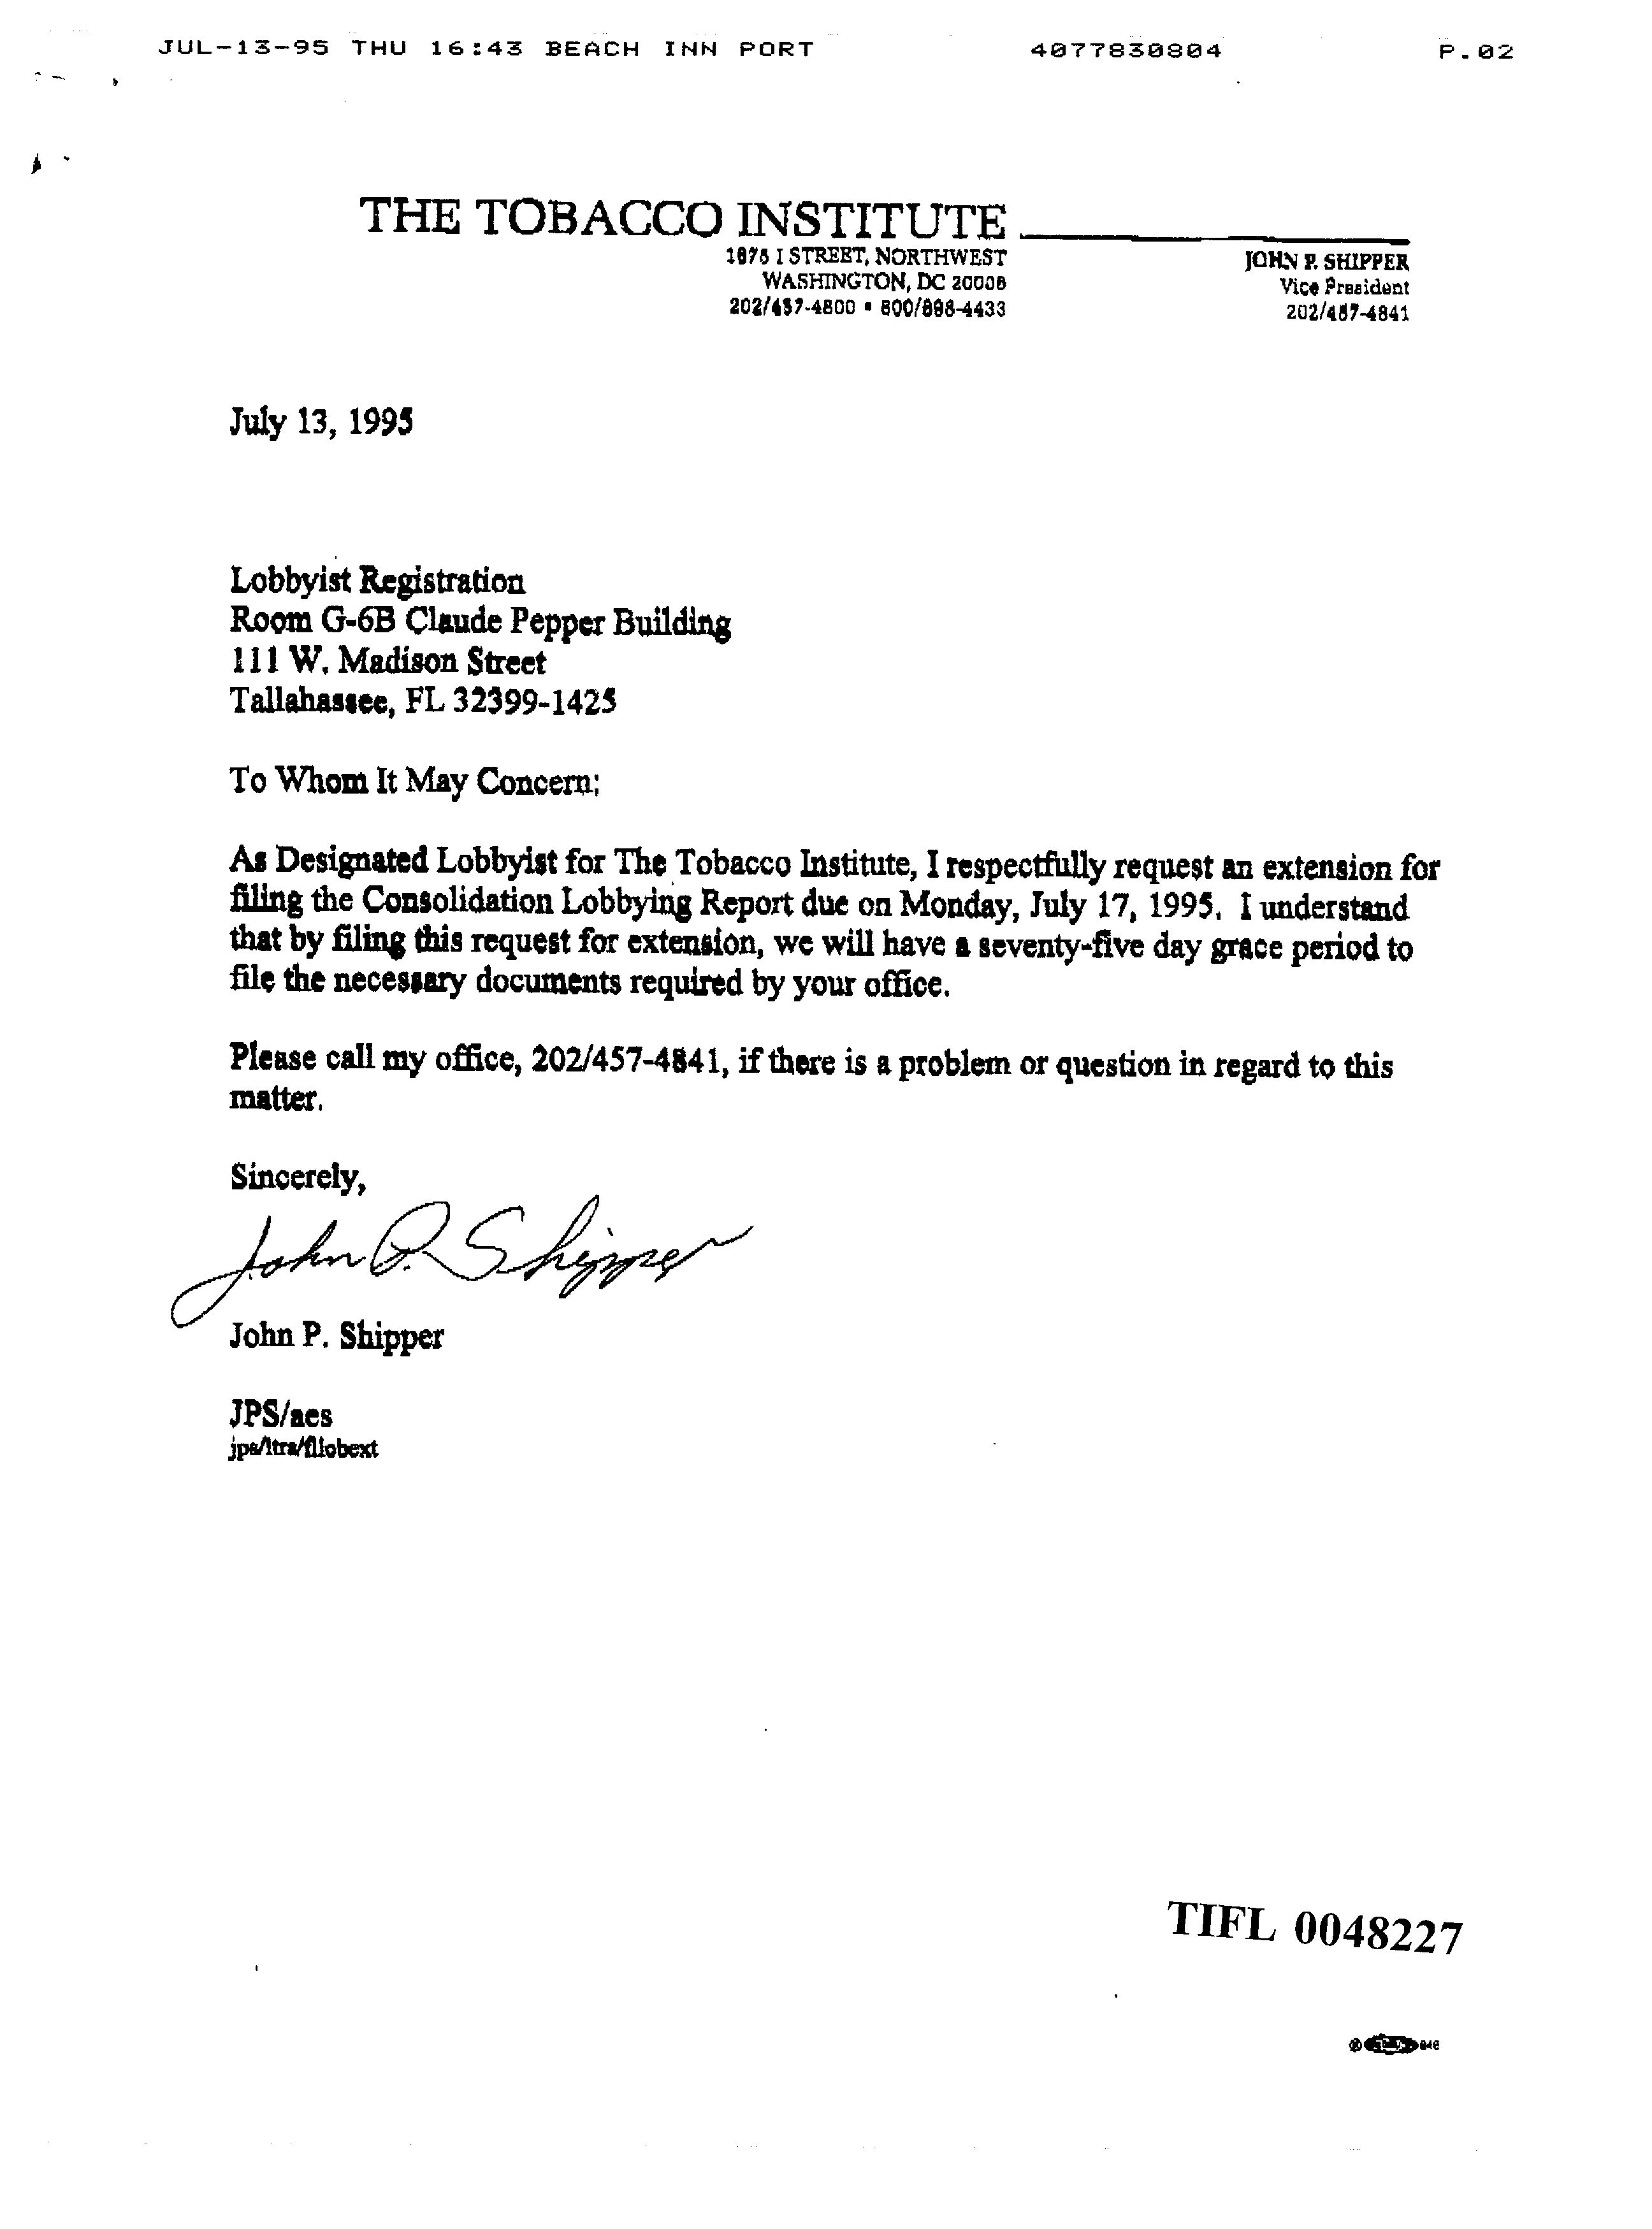 JUL-13-95 THU 16:43 BEACH INN PORT 4077830804 P.02
THE TOBACCO INSTITUTE
1875 I STREET, NORTHWEST
WASHINGTON, DC 20006
202/457-4800 • 800/898-4433
JOHN P. SHIPPER
Vice President
202/457-4841
July 13, 1995
Lobbyist Registration
Room G-6B Claude Pepper Building
111 W. Madison Street
Tallahassee, FL 32399-1425
To Whom It May Concern;
As Designated Lobbyist for The Tobacco Institute, I respectfully request an extension for
filing the Consolidation Lobbying Report due on Monday, July 17, 1995. I understand
that by filing this request for extension, we will have a seventy-five day grace period to
file the necessary documents required by your office.
Please call my office, 202/457-4841, if there is a problem or question in regard to this
matter.
Sincerely,
John P. Shipper
John P. Shipper
JPS/aes
jps/ltrs/fllobext
TIFL 0048227